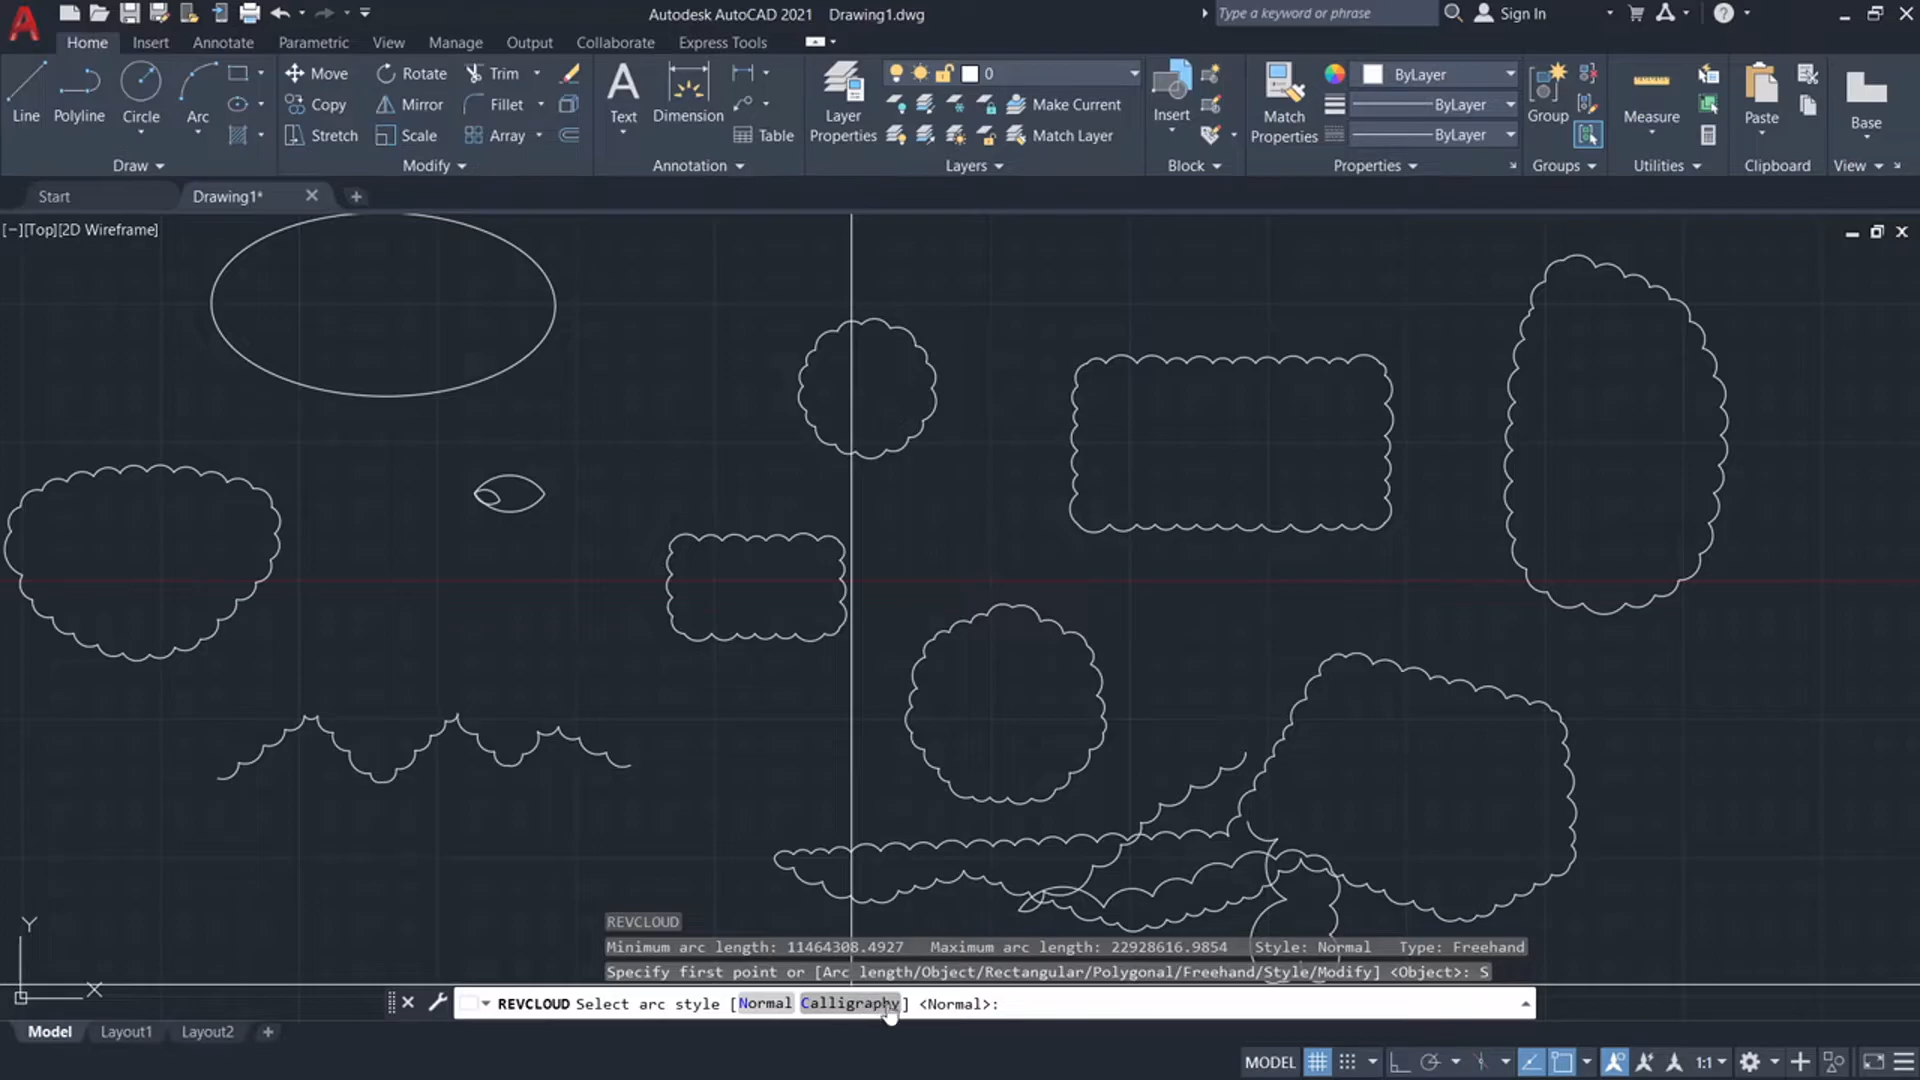 Autodesk AutoCAD 2021 Drawing1.dwg
Type a keyword or phrase
Sign In
Home Insert Annotate Parametric View Manage Output Collaborate Express Tools
Line
Polyline
Circle
Arc
Draw
Move Rotate Trim
Copy Mirror Fillet
Stretch Scale Array
Modify
Text
Dimension
Table
Annotation
Layer
Properties
0
Make Current
Match Layer
Layers
Insert
Block
Match
Properties
ByLayer
ByLayer
ByLayer
Properties
Group
Groups
Measure
Utilities
Paste
Clipboard
Base
View
Start
Drawing1*
[−][Top][2D Wireframe]
Y
X
REVCLOUD
Minimum arc length: 11464308.4927 Maximum arc length: 22928616.9854 Style: Normal Type: Freehand
Specify first point or [Arc length/Object/Rectangular/Polygonal/Freehand/Style/Modify] <Object>: S
REVCLOUD Select arc style [Normal Calligraphy] <Normal>:
Model Layout1 Layout2
MODEL
1:1